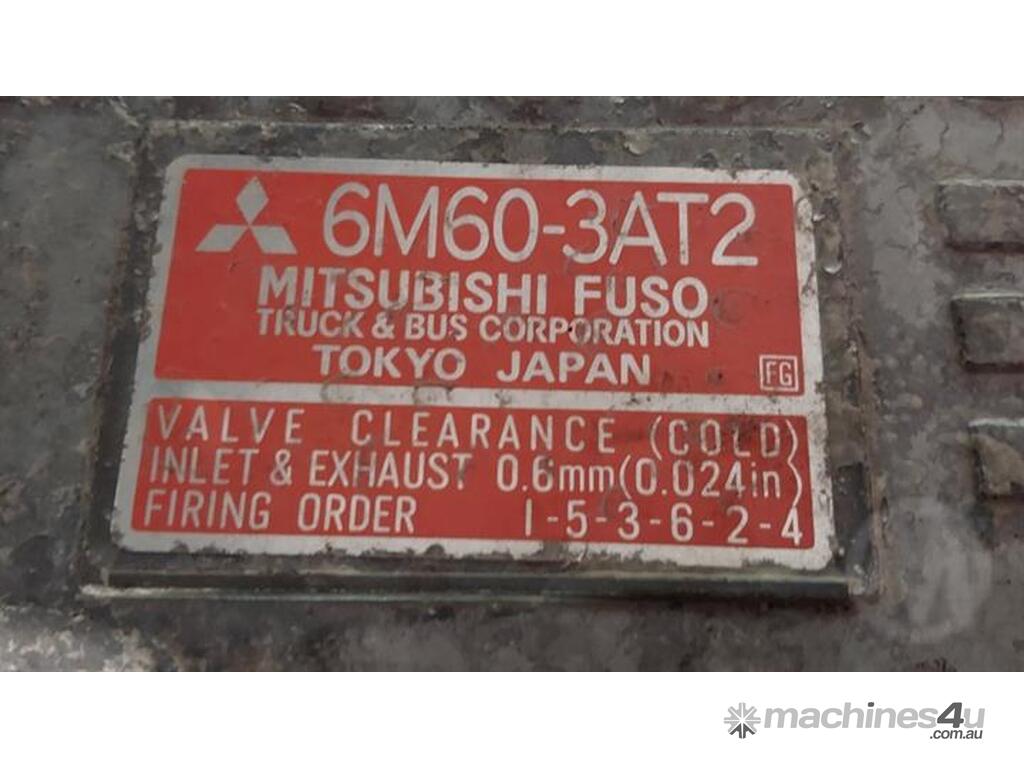 6M60-3AT2
MITSUBISHI FUSO
TRUCK & BUS CORPORATION
TOKYO JAPAN
FG
VALVE CLEARANCE (COLD)
INLET & EXHAUST 0.6mm(0.024in)
FIRING ORDER 1-5-3-6-2-4
machines4u
.com.au